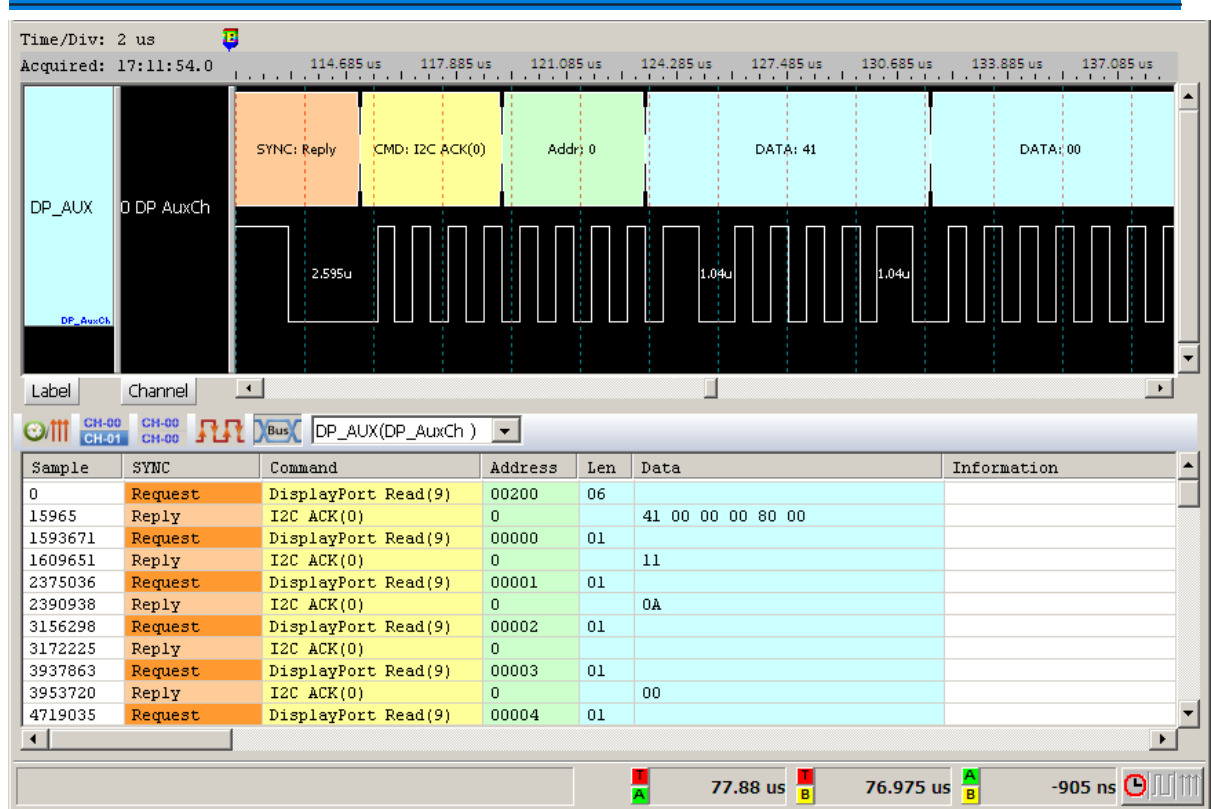 Time/Div: 2 us
Acquired: 17:11:54.0
114.685 us 117.885 us 121.085 us 124.285 us 127.485 us 130.685 us 133.885 us 137.085 us
SYNC: Reply CMD: I2C ACK(0) Addr: 0 DATA: 41 DATA: 00
DP_AUX 0 DP AuxCh
2.595u 1.04u 1.04u
DP_AuxCh
Label Channel
CH-00 CH-00
CH-01 CH-00 Bus DP_AUX(DP_AuxCh )
Sample SYNC Command Address Len Data Information
0 Request DisplayPort Read(9) 00200 06
15965 Reply I2C ACK(0) 0 41 00 00 00 80 00
1593671 Request DisplayPort Read(9) 00000 01
1609651 Reply I2C ACK(0) 0 11
2375036 Request DisplayPort Read(9) 00001 01
2390938 Reply I2C ACK(0) 0 0A
3156298 Request DisplayPort Read(9) 00002 01
3172225 Reply I2C ACK(0) 0
3937863 Request DisplayPort Read(9) 00003 01
3953720 Reply I2C ACK(0) 0 00
4719035 Request DisplayPort Read(9) 00004 01
T A 77.88 us T B 76.975 us A B -905 ns